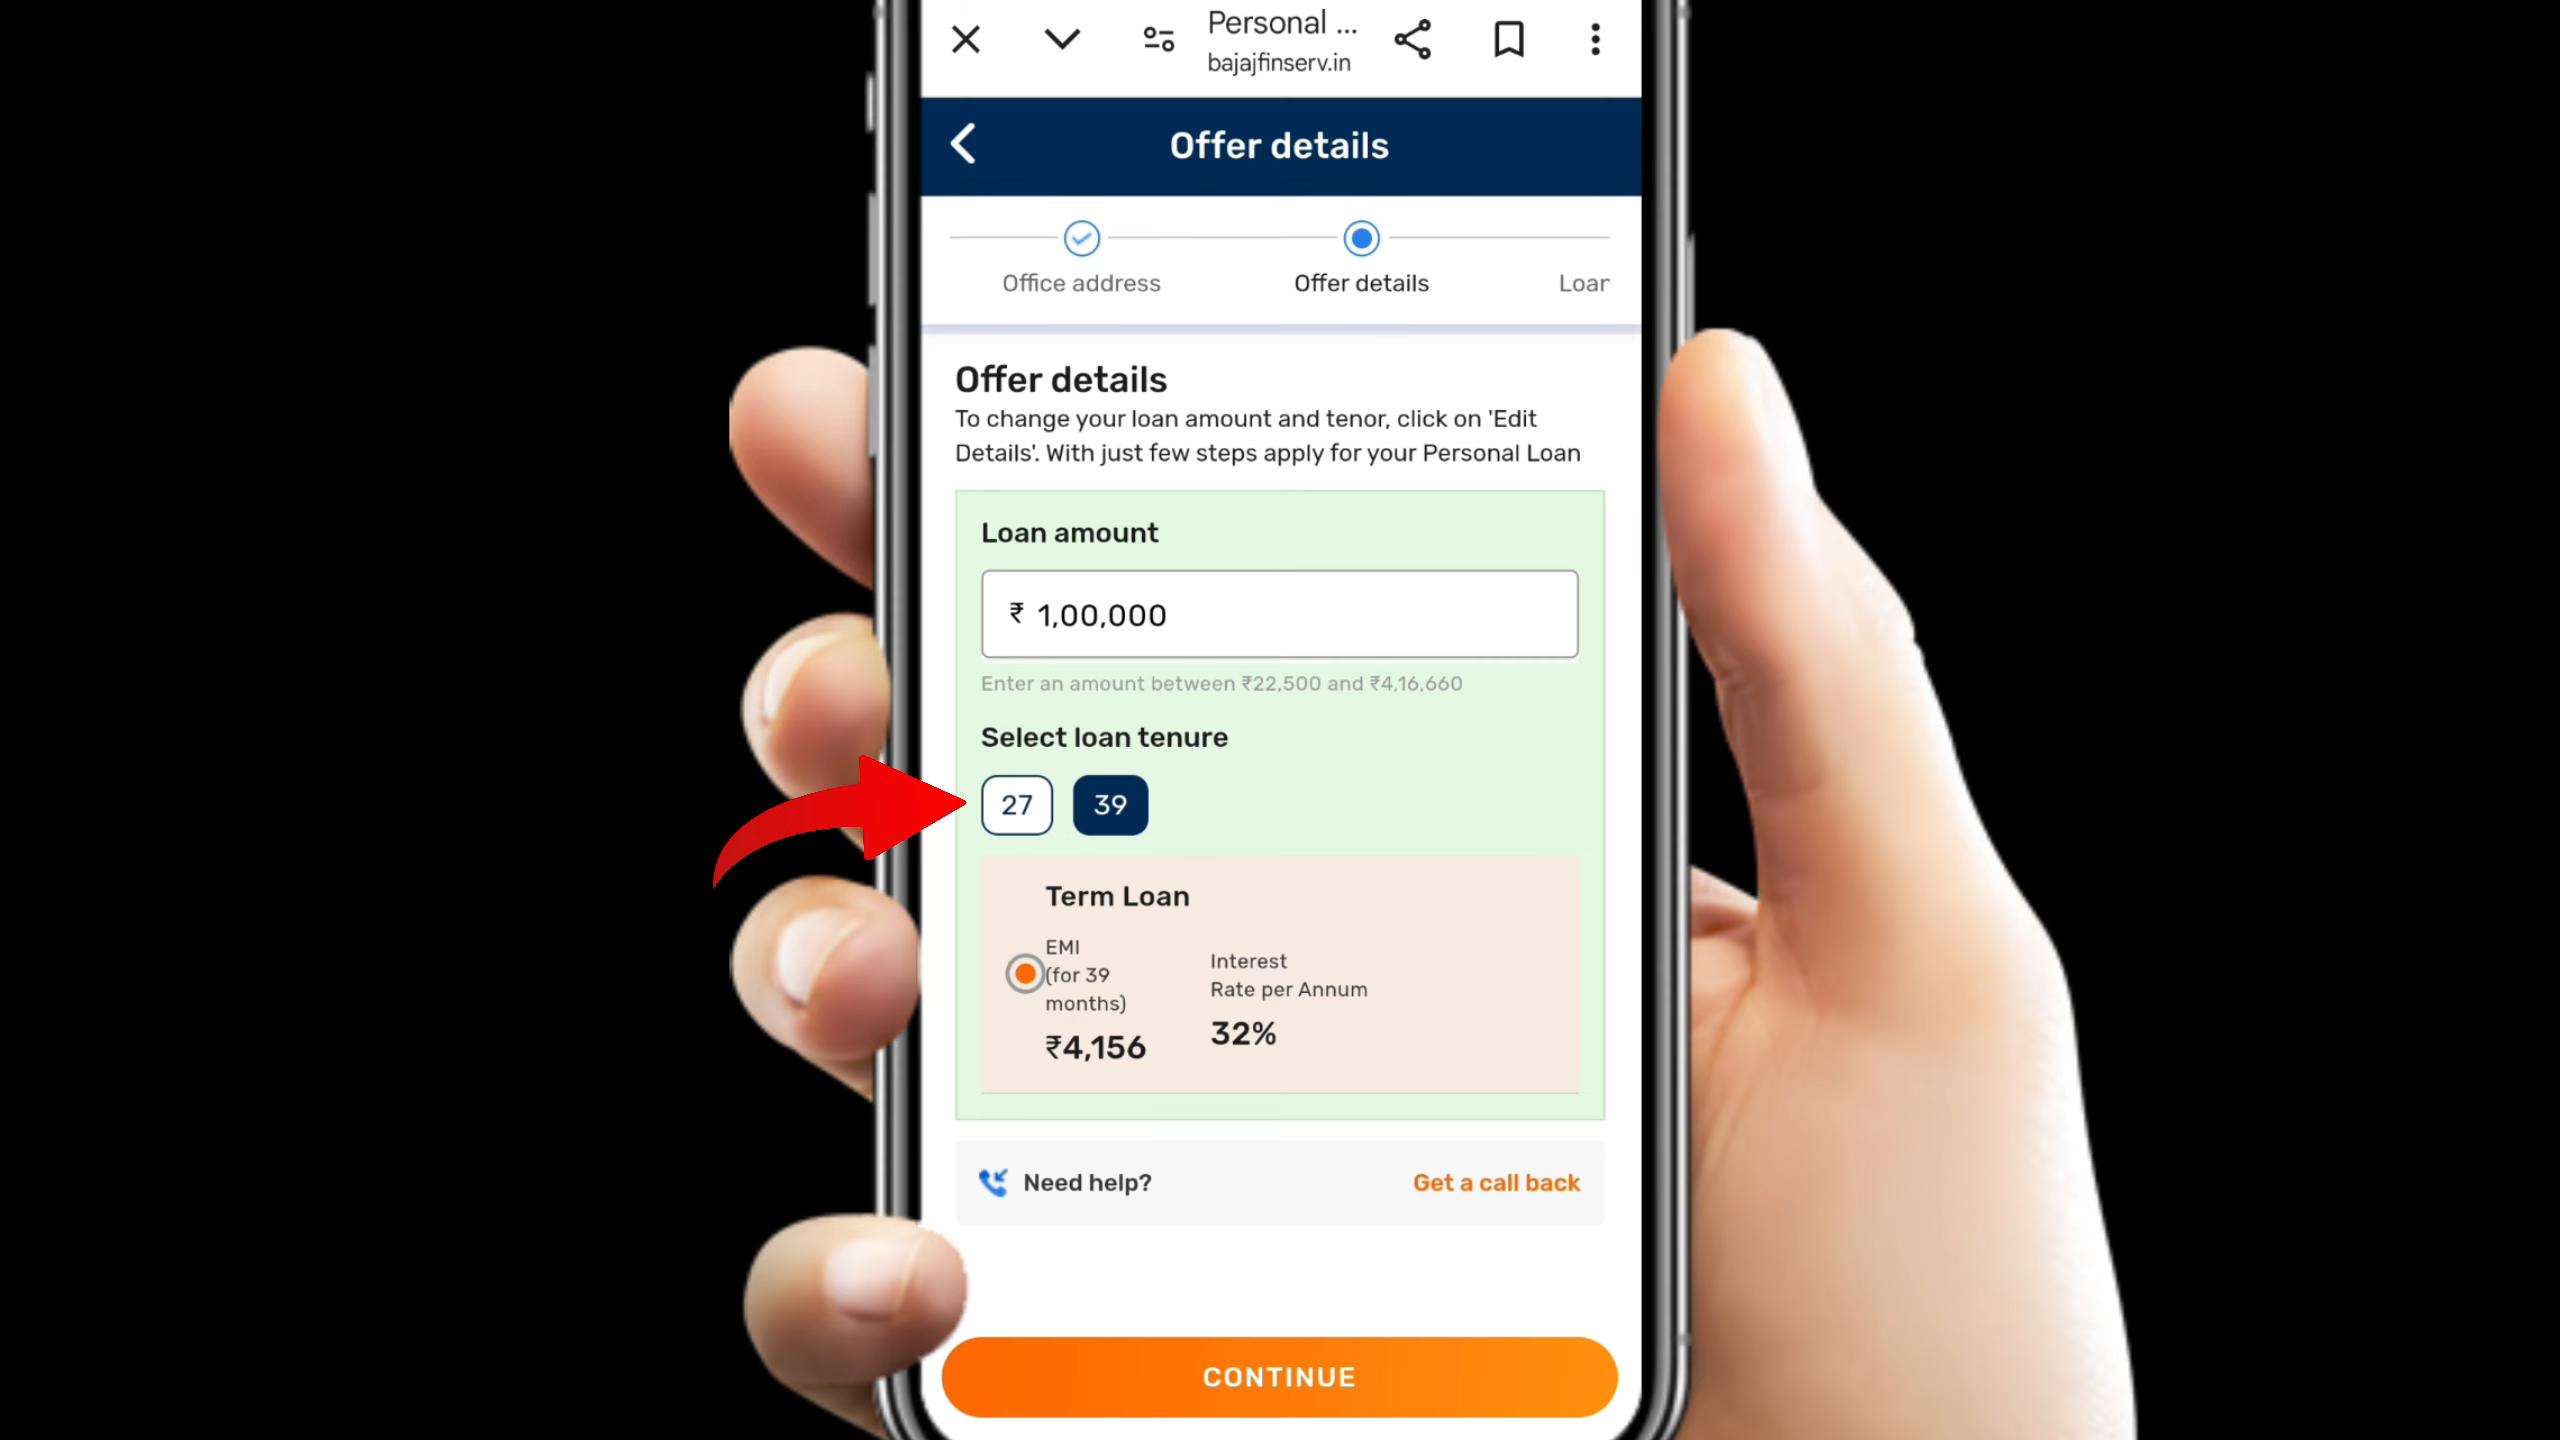 Personal ...
bajajfinserv.in
Offer details
Office address
Offer details
Loar
Offer details
To change your loan amount and tenor, click on 'Edit
Details'. With just few steps apply for your Personal Loan
Loan amount
₹ 1,00,000
Enter an amount between ₹22,500 and ₹4,16,660
Select loan tenure
27 39
Term Loan
EMI
(for 39
months)
₹4,156
Interest
Rate per Annum
32%
Need help? Get a call back
CONTINUE